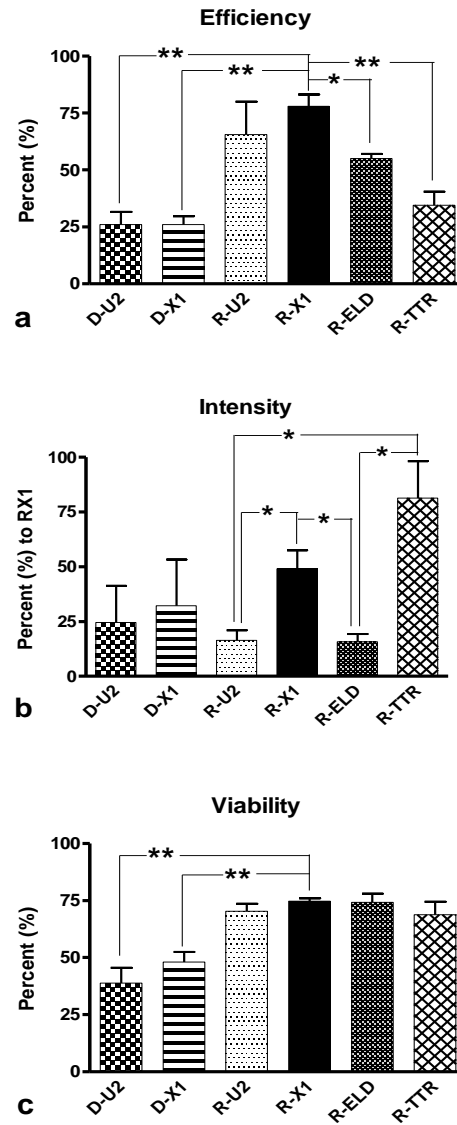 Efficiency
Percent (%)
100
75
50
25
0
**
**
**
*
D-U2
D-X1
R-U2
R-X1
R-ELD
R-TTR
a
Intensity
Percent (%) to RX1
100
75
50
25
0
*
*
*
*
D-U2
D-X1
R-U2
R-X1
R-ELD
R-TTR
b
Viability
Percent (%)
100
75
50
25
0
**
**
D-U2
D-X1
R-U2
R-X1
R-ELD
R-TTR
c